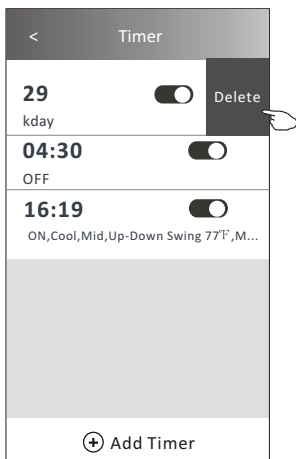 < Timer
29
kday
Delete
04:30
OFF
16:19
ON,Cool,Mid,Up-Down Swing 77℉,M...
Add Timer